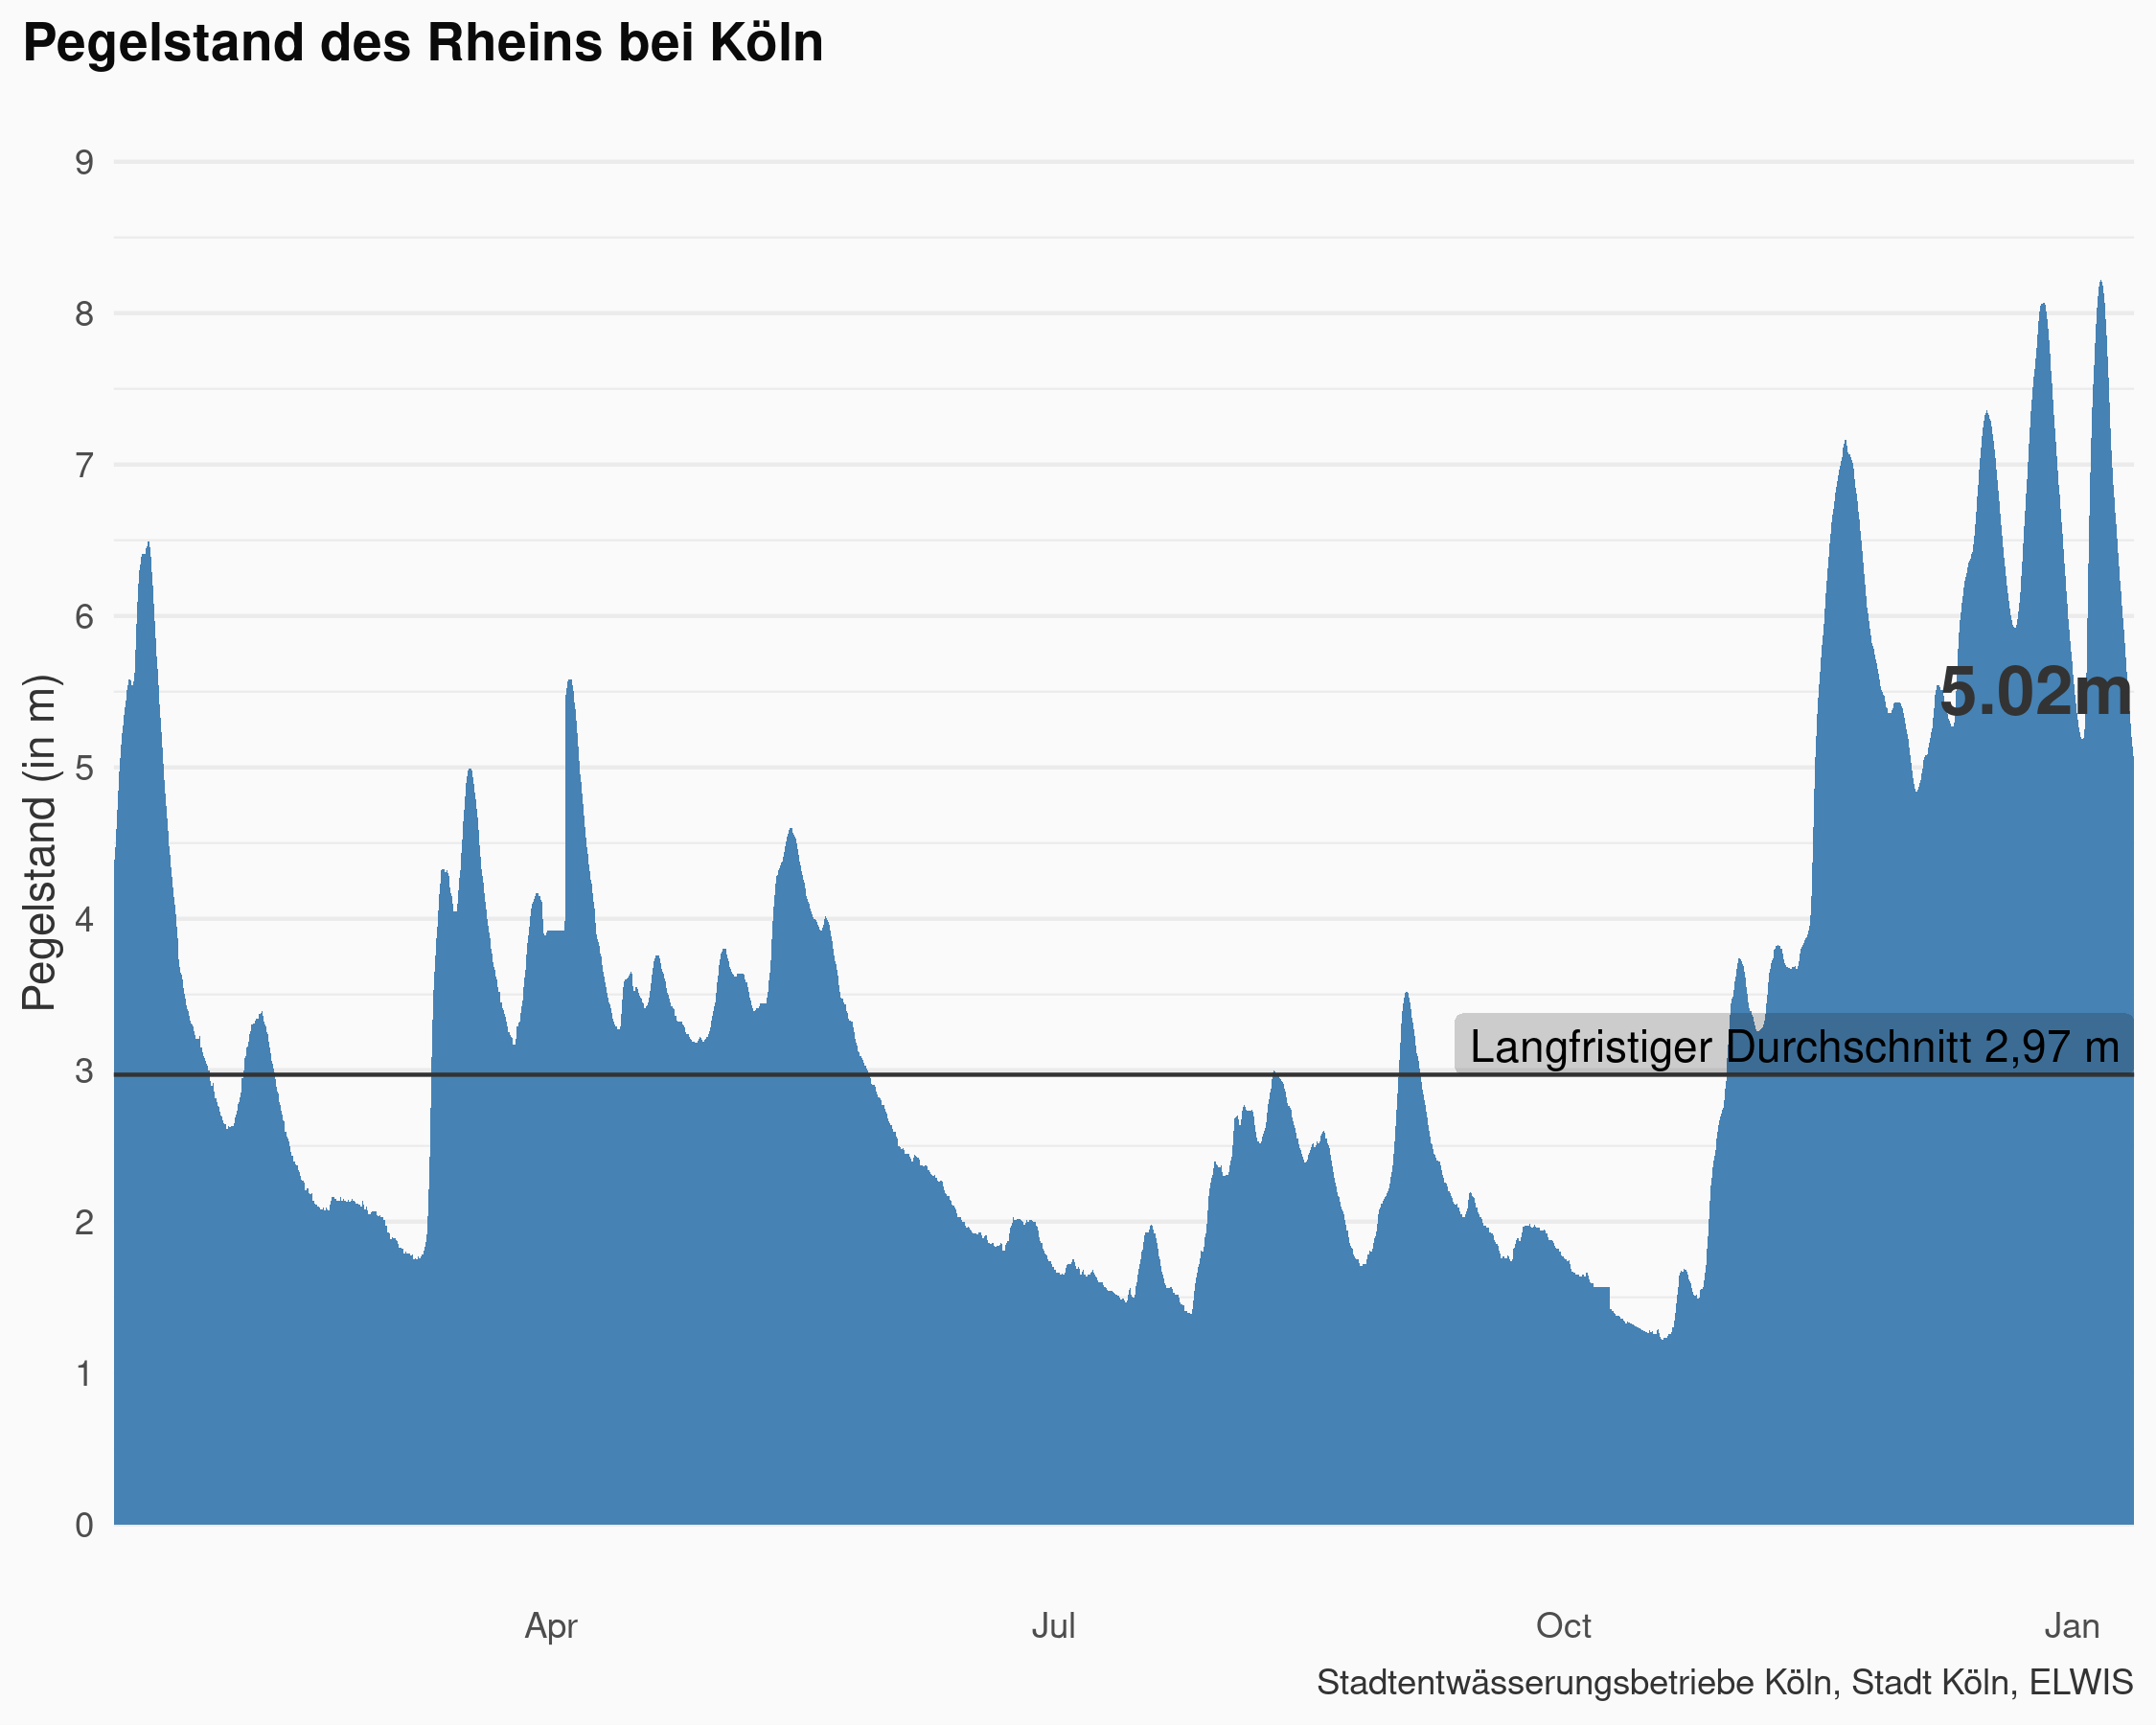 Pegelstand des Rheins bei Köln
Pegelstand (in m)
9
8
7
6
5
4
3
2
1
0
5.02m
Langfristiger Durchschnitt 2,97 m
Apr Jul Oct Jan
Stadtentwässerungsbetriebe Köln, Stadt Köln, ELWIS